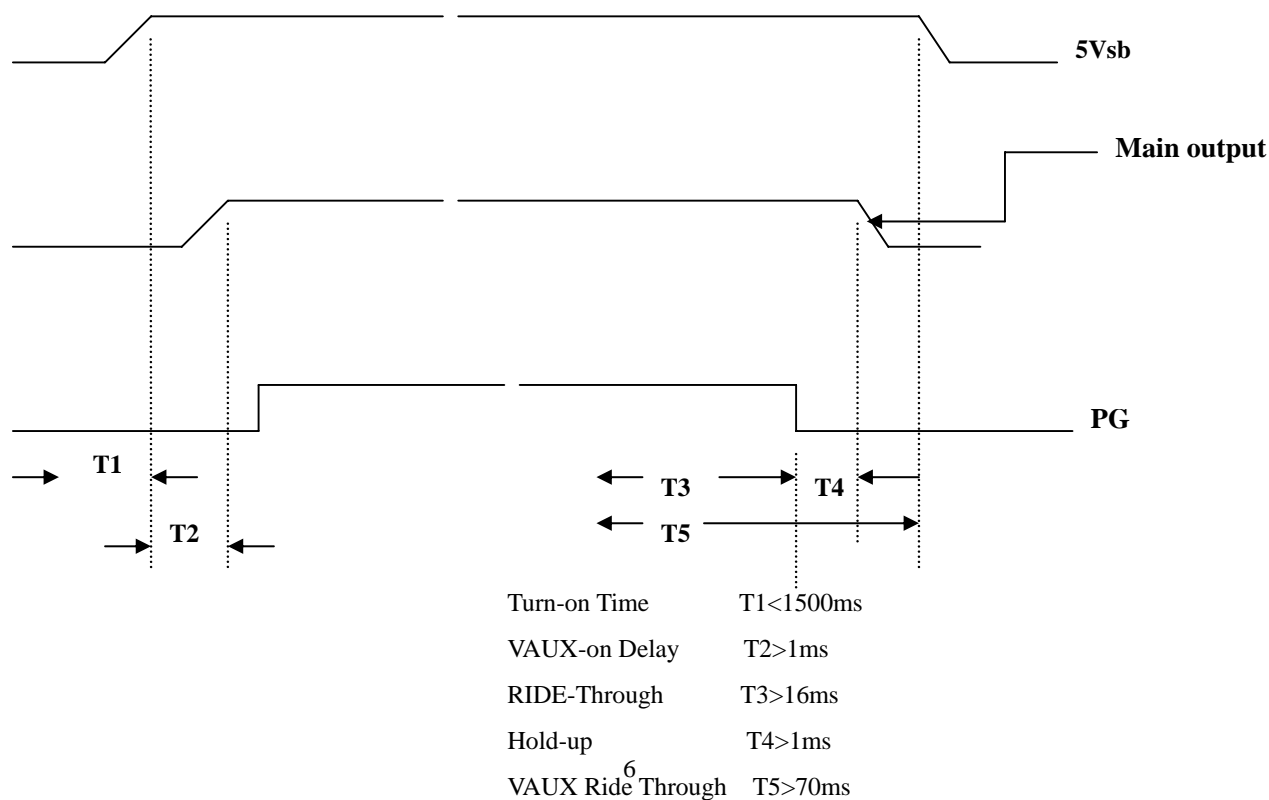 5Vsb
Main output
PG
T1
T3
T4
T2
T5
Turn-on Time T1<1500ms
VAUX-on Delay T2>1ms
RIDE-Through T3>16ms
Hold-up T4>1ms
6
VAUX Ride Through T5>70ms